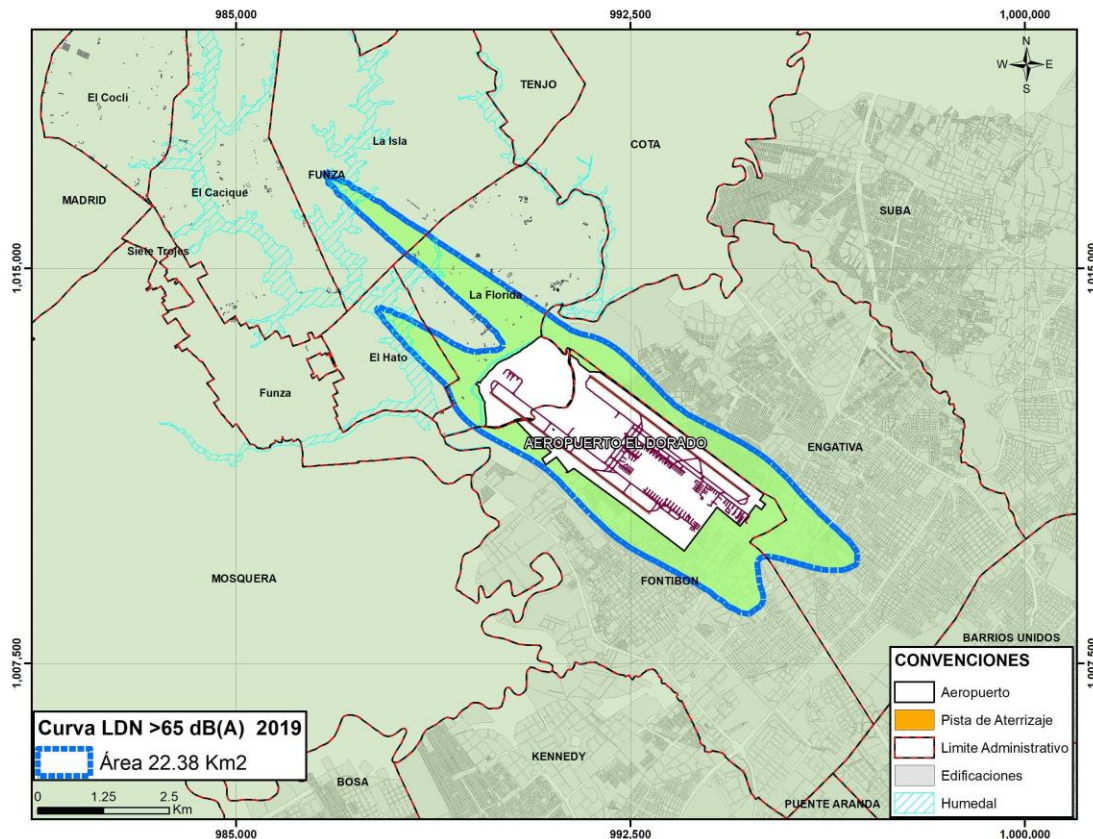 985,000
992,500
1,000,000
N
W E
S
TENJO
El Cocli
La Isla
COTA
FUNZA
El Cacique
MADRID
SUBA
Siete Trojes
1,015,000
1,015,000
La Florida
El Hato
Funza
AEROPUERTO EL DORADO
ENGATIVA
MOSQUERA
FONTIBON
BARRIOS UNIDOS
1,007,500
1,007,500
CONVENCIONES
Aeropuerto
Pista de Aterrizaje
Limite Administrativo
Edificaciones
Humedal
Curva LDN >65 dB(A) 2019
Área 22.38 Km2
0 1.25 2.5
Km
KENNEDY
BOSA
PUENTE ARANDA
985,000
992,500
1,000,000